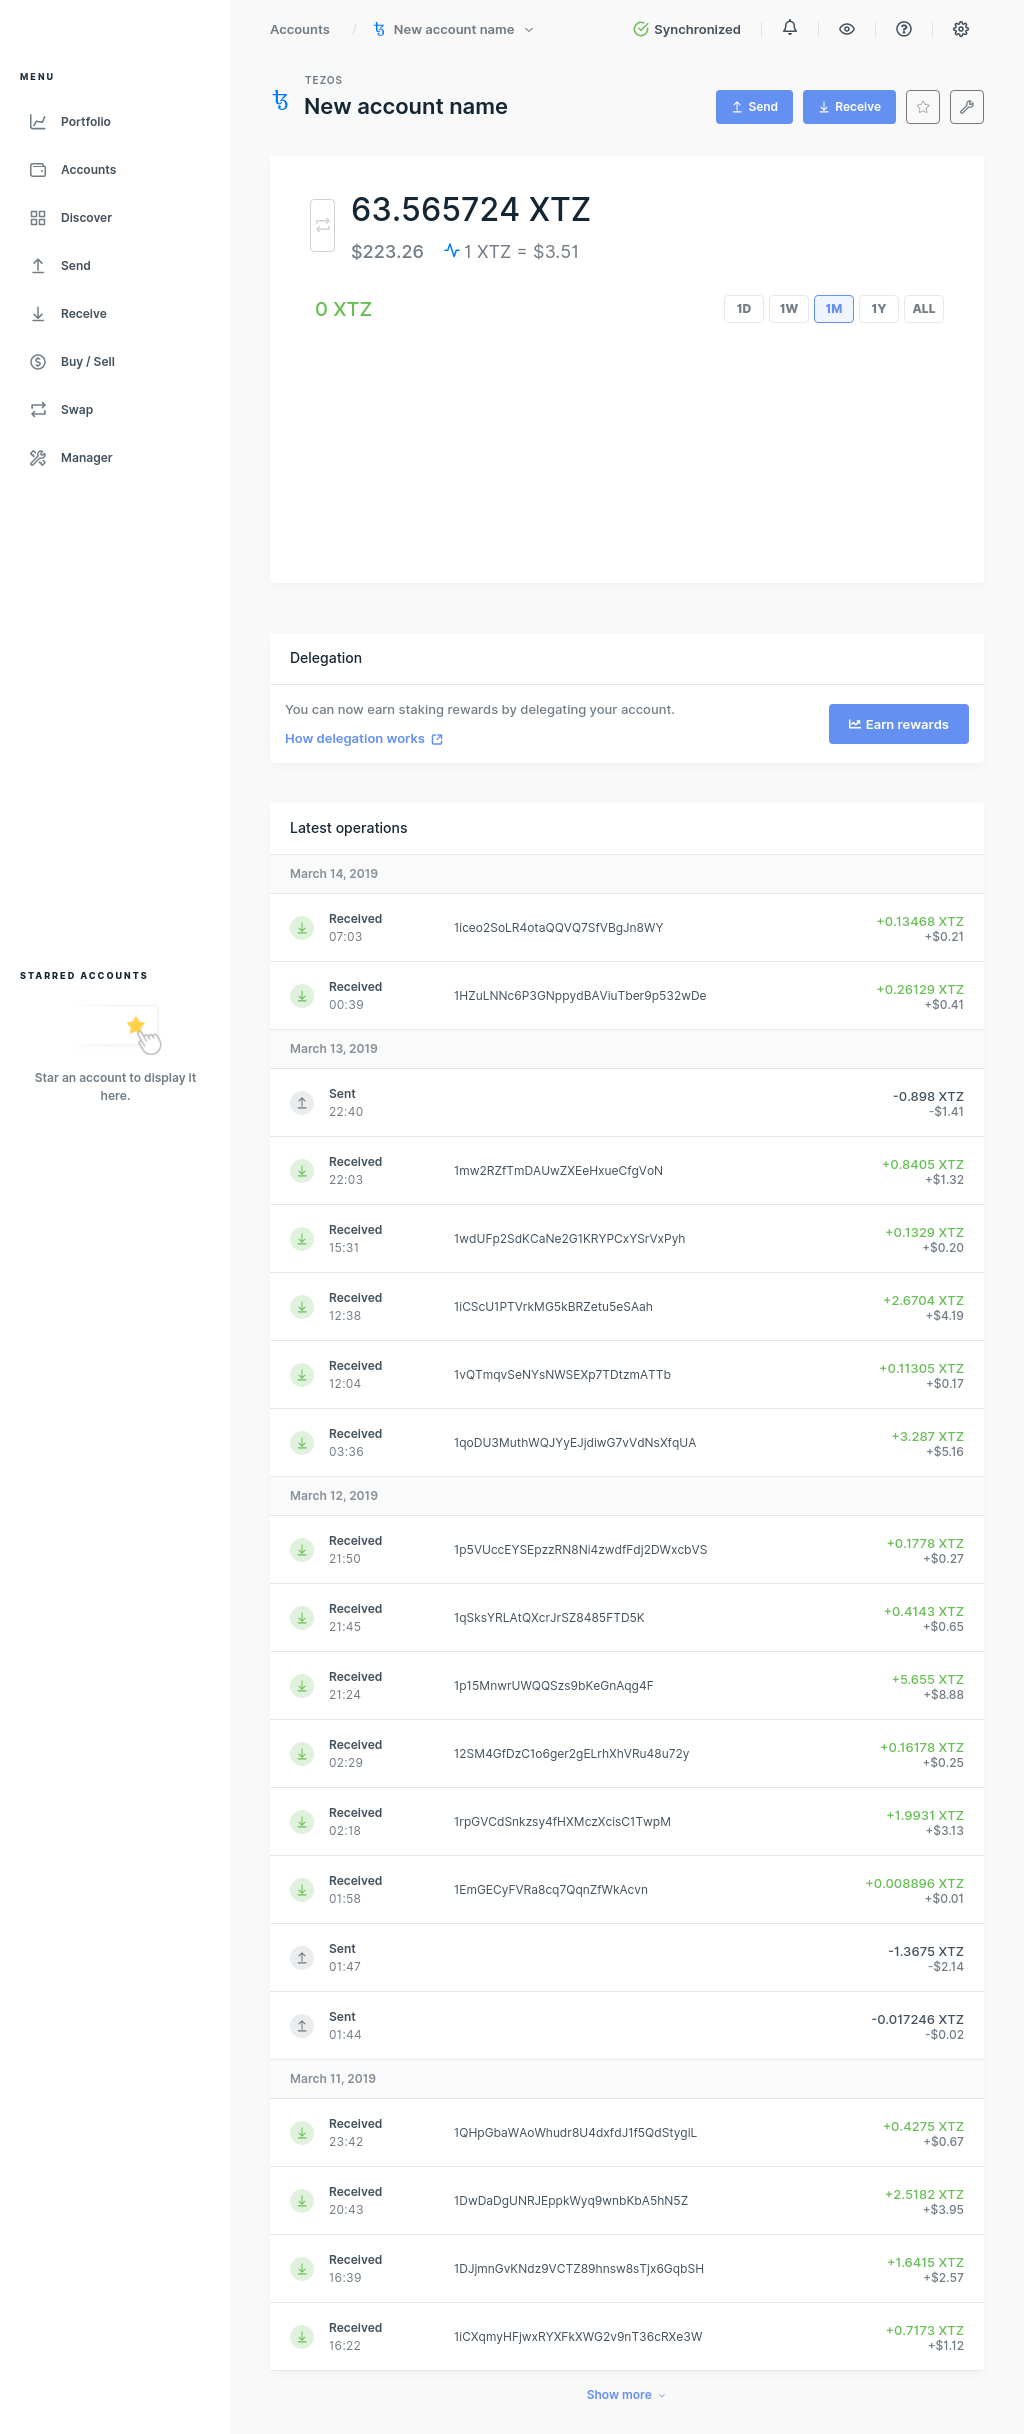 Accounts / New account name
Synchronized
MENU
Portfolio
Accounts
Discover
Send
Receive
Buy / Sell
Swap
Manager
STARRED ACCOUNTS
Star an account to display it
here.
TEZOS
New account name
Send
Receive
63.565724 XTZ
$223.26 1 XTZ = $3.51
0 XTZ
1D 1W 1M 1Y ALL
Delegation
You can now earn staking rewards by delegating your account.
How delegation works
Earn rewards
Latest operations
March 14, 2019
Received 1iceo2SoLR4otaQQVQ7SfVBgJn8WY +0.13468 XTZ
07:03 +$0.21
Received 1HZuLNNc6P3GNppydBAViuTber9p532wDe +0.26129 XTZ
00:39 +$0.41
March 13, 2019
Sent -0.898 XTZ
22:40 -$1.41
Received 1mw2RZfTmDAUwZXEeHxueCfgVoN +0.8405 XTZ
22:03 +$1.32
Received 1wdUFp2SdKCaNe2G1KRYPCxYSrVxPyh +0.1329 XTZ
15:31 +$0.20
Received 1iCScU1PTVrkMG5kBRZetu5eSAah +2.6704 XTZ
12:38 +$4.19
Received 1vQTmqvSeNYsNWSEXp7TDtzmATTb +0.11305 XTZ
12:04 +$0.17
Received 1qoDU3MuthWQJYyEJjdiwG7vVdNsXfqUA +3.287 XTZ
03:36 +$5.16
March 12, 2019
Received 1p5VUccEYSEpzzRN8Ni4zwdfFdj2DWxcbVS +0.1778 XTZ
21:50 +$0.27
Received 1qSksYRLAtQXcrJrSZ8485FTD5K +0.4143 XTZ
21:45 +$0.65
Received 1p15MnwrUWQQSzs9bKeGnAqg4F +5.655 XTZ
21:24 +$8.88
Received 12SM4GfDzC1o6ger2gELrhXhVRu48u72y +0.16178 XTZ
02:29 +$0.25
Received 1rpGVCdSnkzsy4fHXMczXcisC1TwpM +1.9931 XTZ
02:18 +$3.13
Received 1EmGECyFVRa8cq7QqnZfWkAcvn +0.008896 XTZ
01:58 +$0.01
Sent -1.3675 XTZ
01:47 -$2.14
Sent -0.017246 XTZ
01:44 -$0.02
March 11, 2019
Received 1QHpGbaWAoWhudr8U4dxfdJ1f5QdStygiL +0.4275 XTZ
23:42 +$0.67
Received 1DwDaDgUNRJEppkWyq9wnbKbA5hN5Z +2.5182 XTZ
20:43 +$3.95
Received 1DJjmnGvKNdz9VCTZ89hnsw8sTjx6GqbSH +1.6415 XTZ
16:39 +$2.57
Received 1iCXqmyHFjwxRYXFkXWG2v9nT36cRXe3W +0.7173 XTZ
16:22 +$1.12
Show more